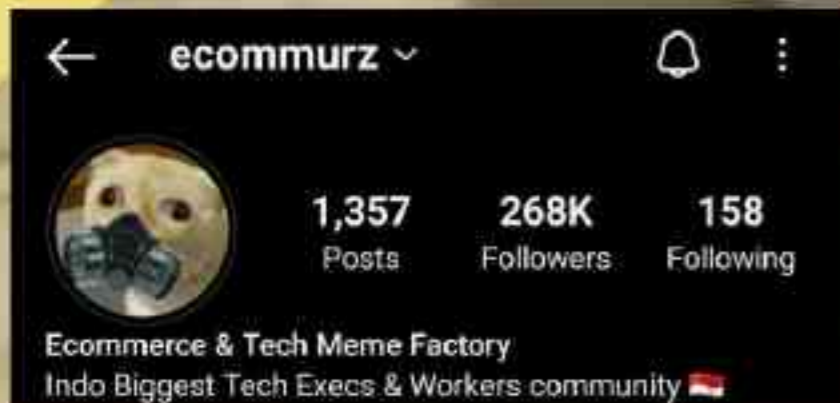 ecommurz
1,357 268K 158
Posts Followers Following
Ecommerce & Tech Meme Factory
Indo Biggest Tech Execs & Workers community 🇮🇩